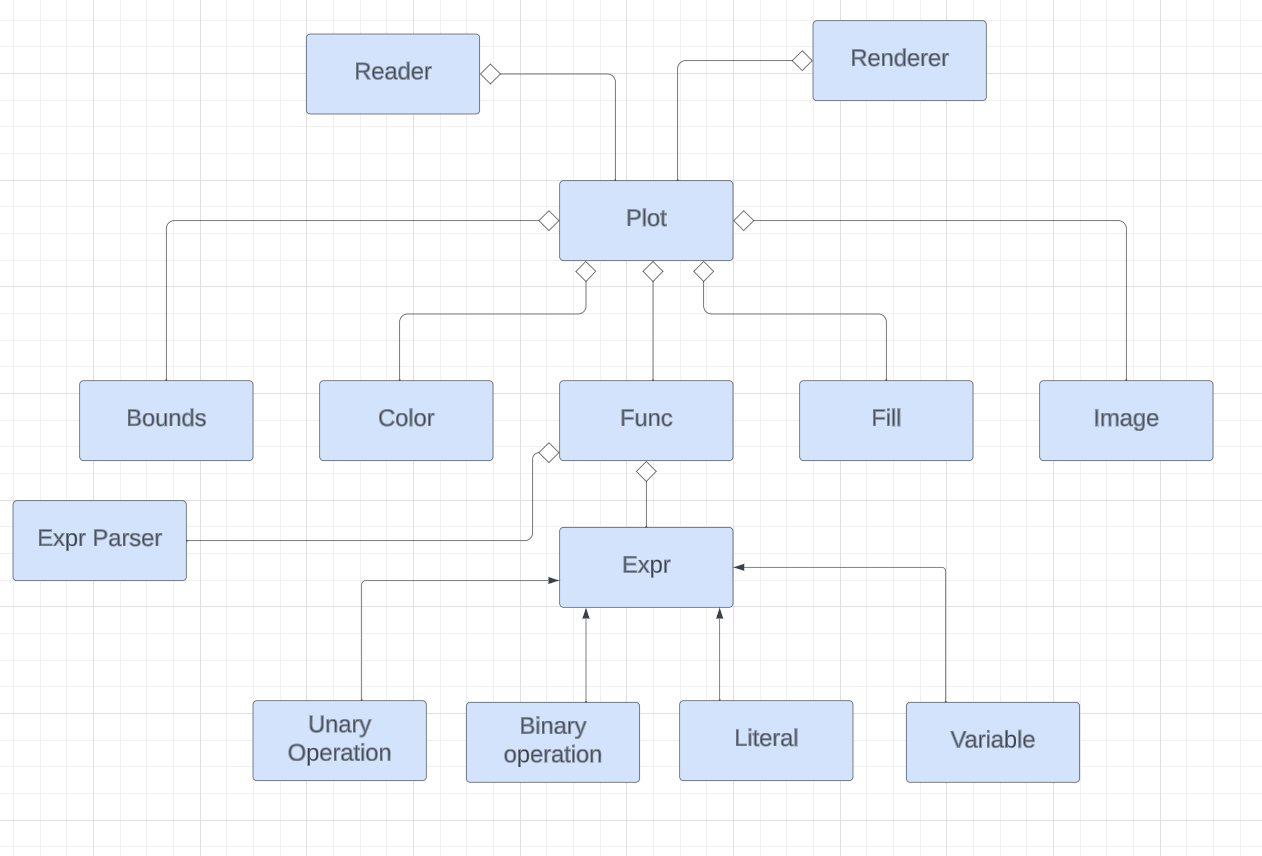 Reader
Renderer
Plot
Bounds
Color
Func
Fill
Image
Expr Parser
Expr
Unary
Operation
Binary
operation
Literal
Variable